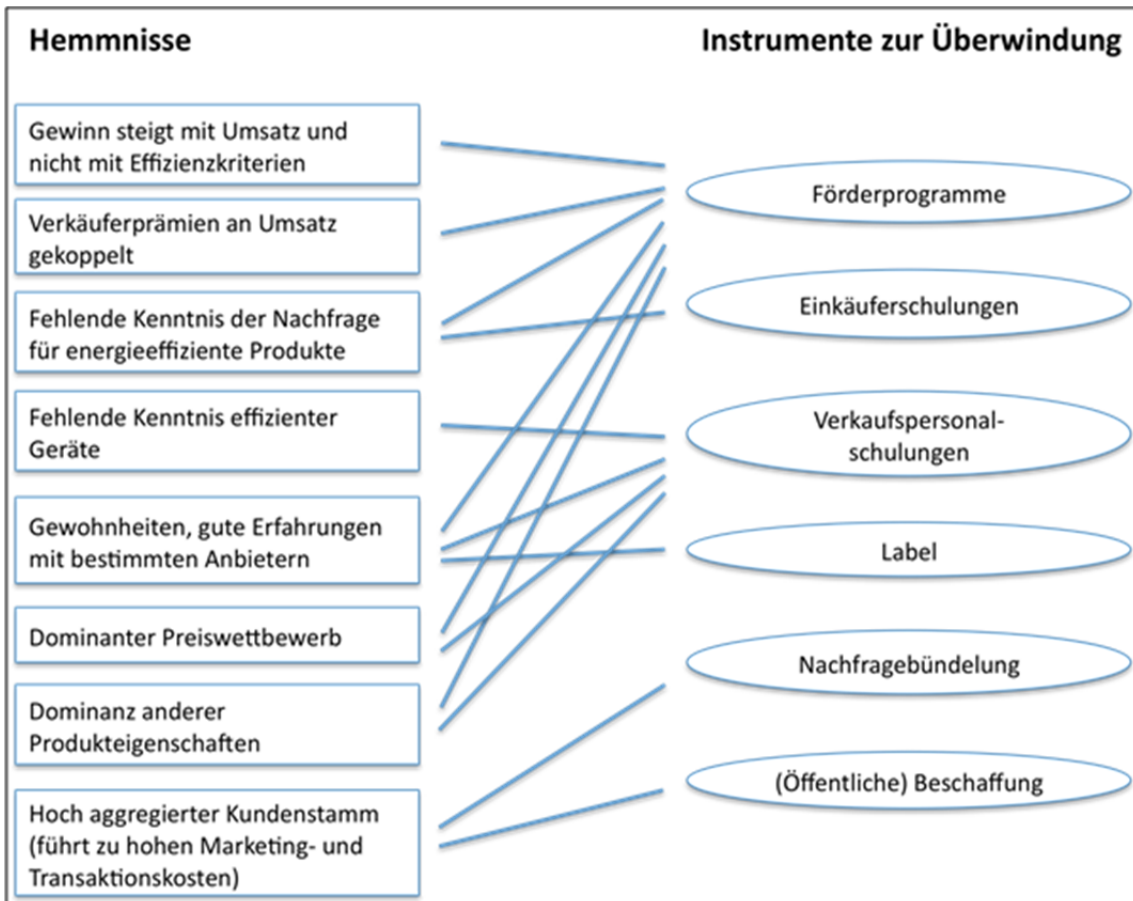 Hemmnisse
Instrumente zur Überwindung
Gewinn steigt mit Umsatz und
nicht mit Effizienzkriterien
Verkäuferprämien an Umsatz
gekoppelt
Fehlende Kenntnis der Nachfrage
für energieeffiziente Produkte
Fehlende Kenntnis effizienter
Geräte
Gewohnheiten, gute Erfahrungen
mit bestimmten Anbietern
Dominanter Preiswettbewerb
Dominanz anderer
Produkteigenschaften
Hoch aggregierter Kundenstamm
(führt zu hohen Marketing- und
Transaktionskosten)
Förderprogramme
Einkäuferschulungen
Verkaufspersonal-
schulungen
Label
Nachfragebündelung
(Öffentliche) Beschaffung